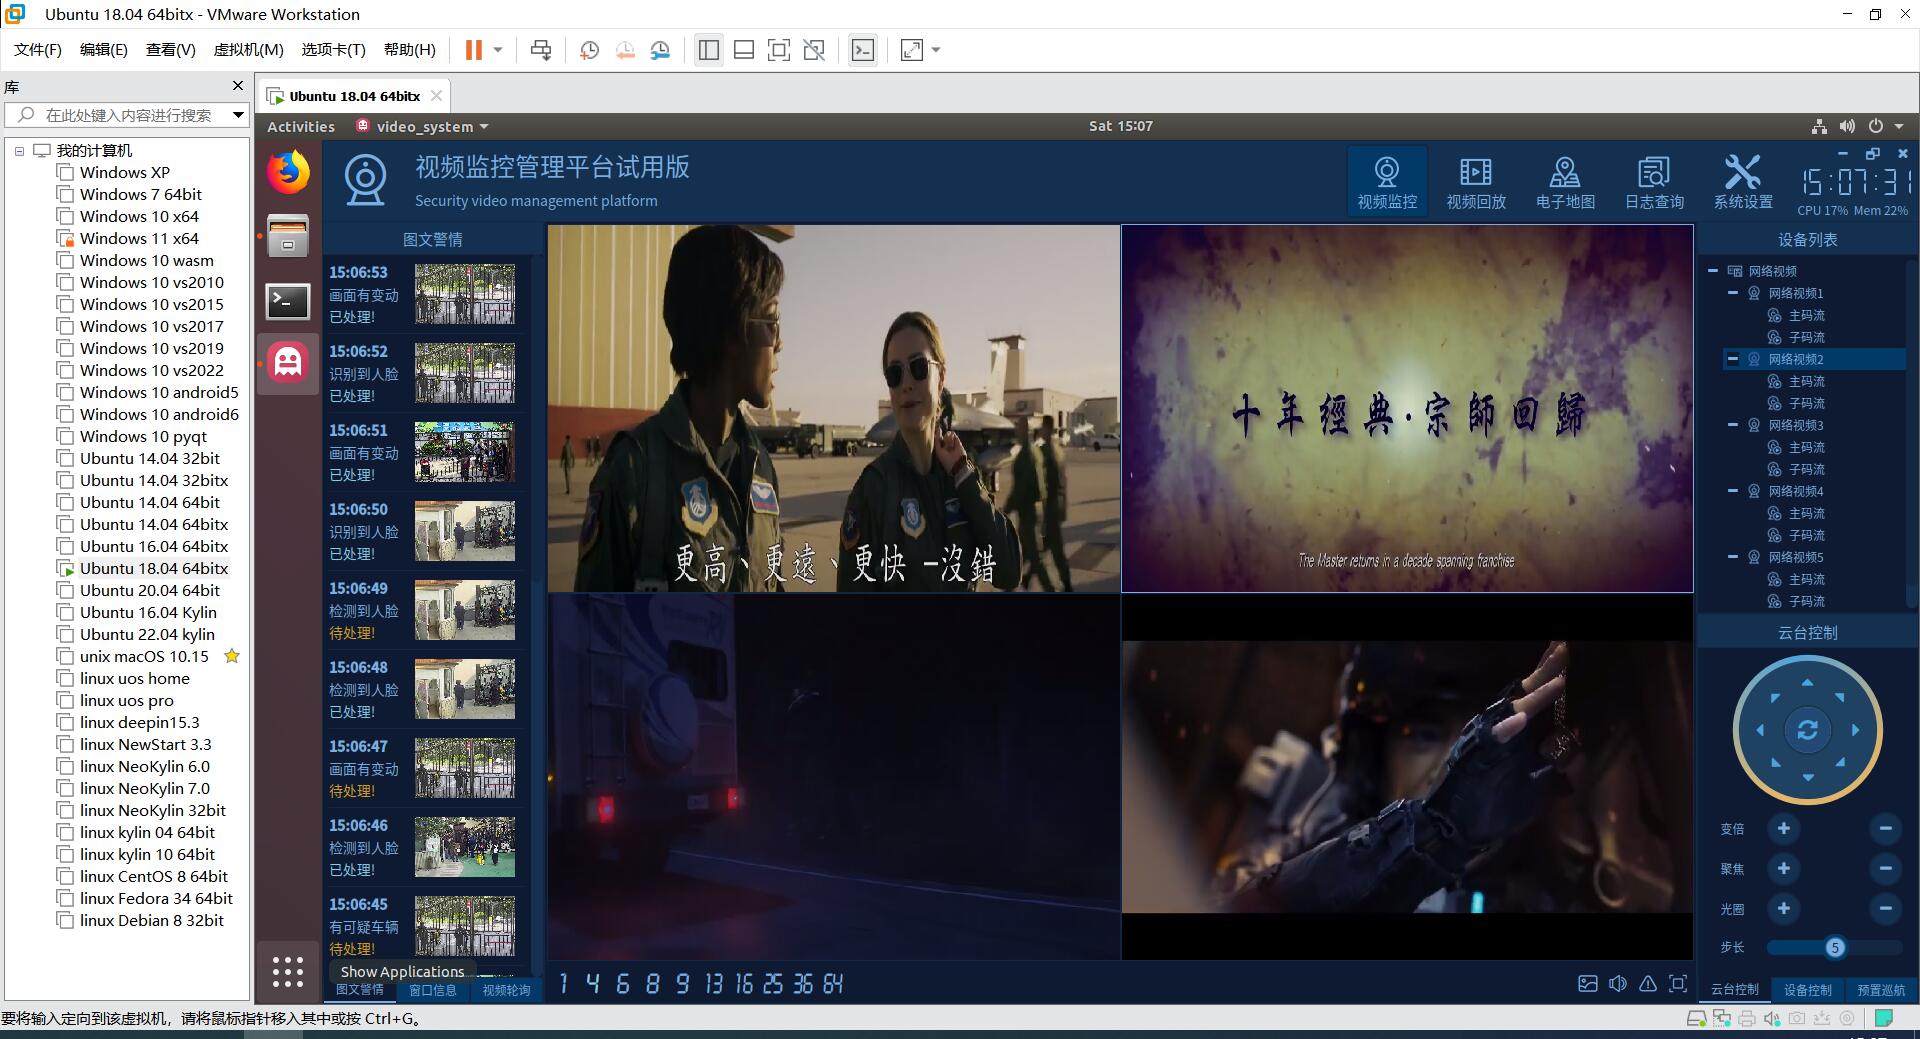 Ubuntu 18.04 64bitx - VMware Workstation
文件(F) 编辑(E) 查看(V) 虚拟机(M) 选项卡(T) 帮助(H)
库
在此处键入内容进行搜索
我的计算机
Windows XP
Windows 7 64bit
Windows 10 x64
Windows 11 x64
Windows 10 wasm
Windows 10 vs2010
Windows 10 vs2015
Windows 10 vs2017
Windows 10 vs2019
Windows 10 vs2022
Windows 10 android5
Windows 10 android6
Windows 10 pyqt
Ubuntu 14.04 32bit
Ubuntu 14.04 32bitx
Ubuntu 14.04 64bit
Ubuntu 14.04 64bitx
Ubuntu 16.04 64bitx
Ubuntu 18.04 64bitx
Ubuntu 20.04 64bit
Ubuntu 16.04 Kylin
Ubuntu 22.04 kylin
unix macOS 10.15
linux uos home
linux uos pro
linux deepin15.3
linux NewStart 3.3
linux NeoKylin 6.0
linux NeoKylin 7.0
linux NeoKylin 32bit
linux kylin 04 64bit
linux kylin 10 64bit
linux CentOS 8 64bit
linux Fedora 34 64bit
linux Debian 8 32bit
Ubuntu 18.04 64bitx
Activities video_system Sat 15:07
视频监控管理平台试用版
Security video management platform
视频监控 视频回放 电子地图 日志查询 系统设置
15:07:31
CPU 17% Mem 22%
图文警情
15:06:53
画面有变动
已处理!
15:06:52
识别到人脸
已处理!
15:06:51
画面有变动
已处理!
15:06:50
识别到人脸
已处理!
15:06:49
检测到人脸
待处理!
15:06:48
检测到人脸
已处理!
15:06:47
画面有变动
待处理!
15:06:46
检测到人脸
已处理!
15:06:45
有可疑车辆
待处理!
Show Applications
图文警情 窗口信息 视频轮询
更高、更遠、更快 –沒錯
十年經典·宗師回歸
The Master returns in a decade spanning franchise
1 4 6 8 9 13 16 25 36 64
设备列表
网络视频
网络视频1
主码流
子码流
网络视频2
主码流
子码流
网络视频3
主码流
子码流
网络视频4
主码流
子码流
网络视频5
主码流
子码流
云台控制
变倍
聚焦
光圈
步长 5
云台控制 设备控制 预置巡航
要将输入定向到该虚拟机，请将鼠标指针移入其中或按 Ctrl+G。